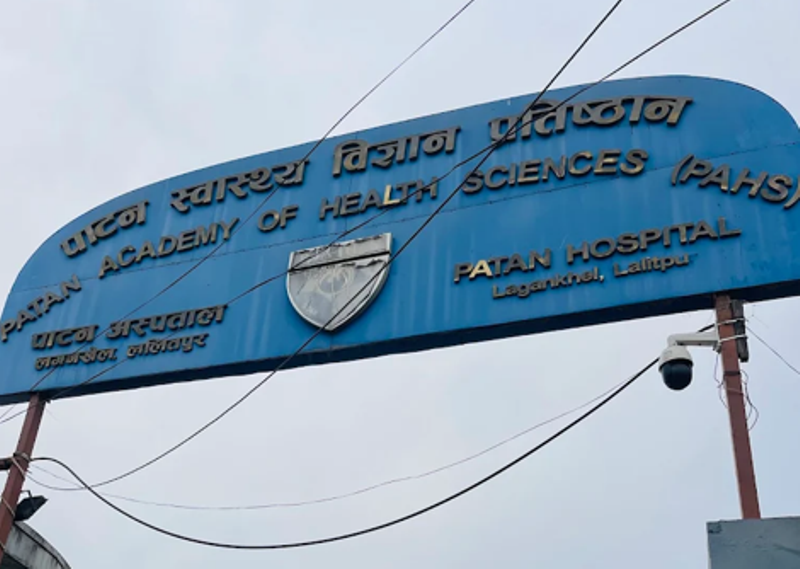 पाटन स्वास्थ्य विज्ञान प्रतिष्ठान
PATAN ACADEMY OF HEALTH SCIENCES (PAHS)
पाटन अस्पताल
लगनखेल, ललितपुर
PATAN HOSPITAL
Lagankhel, Lalitpu